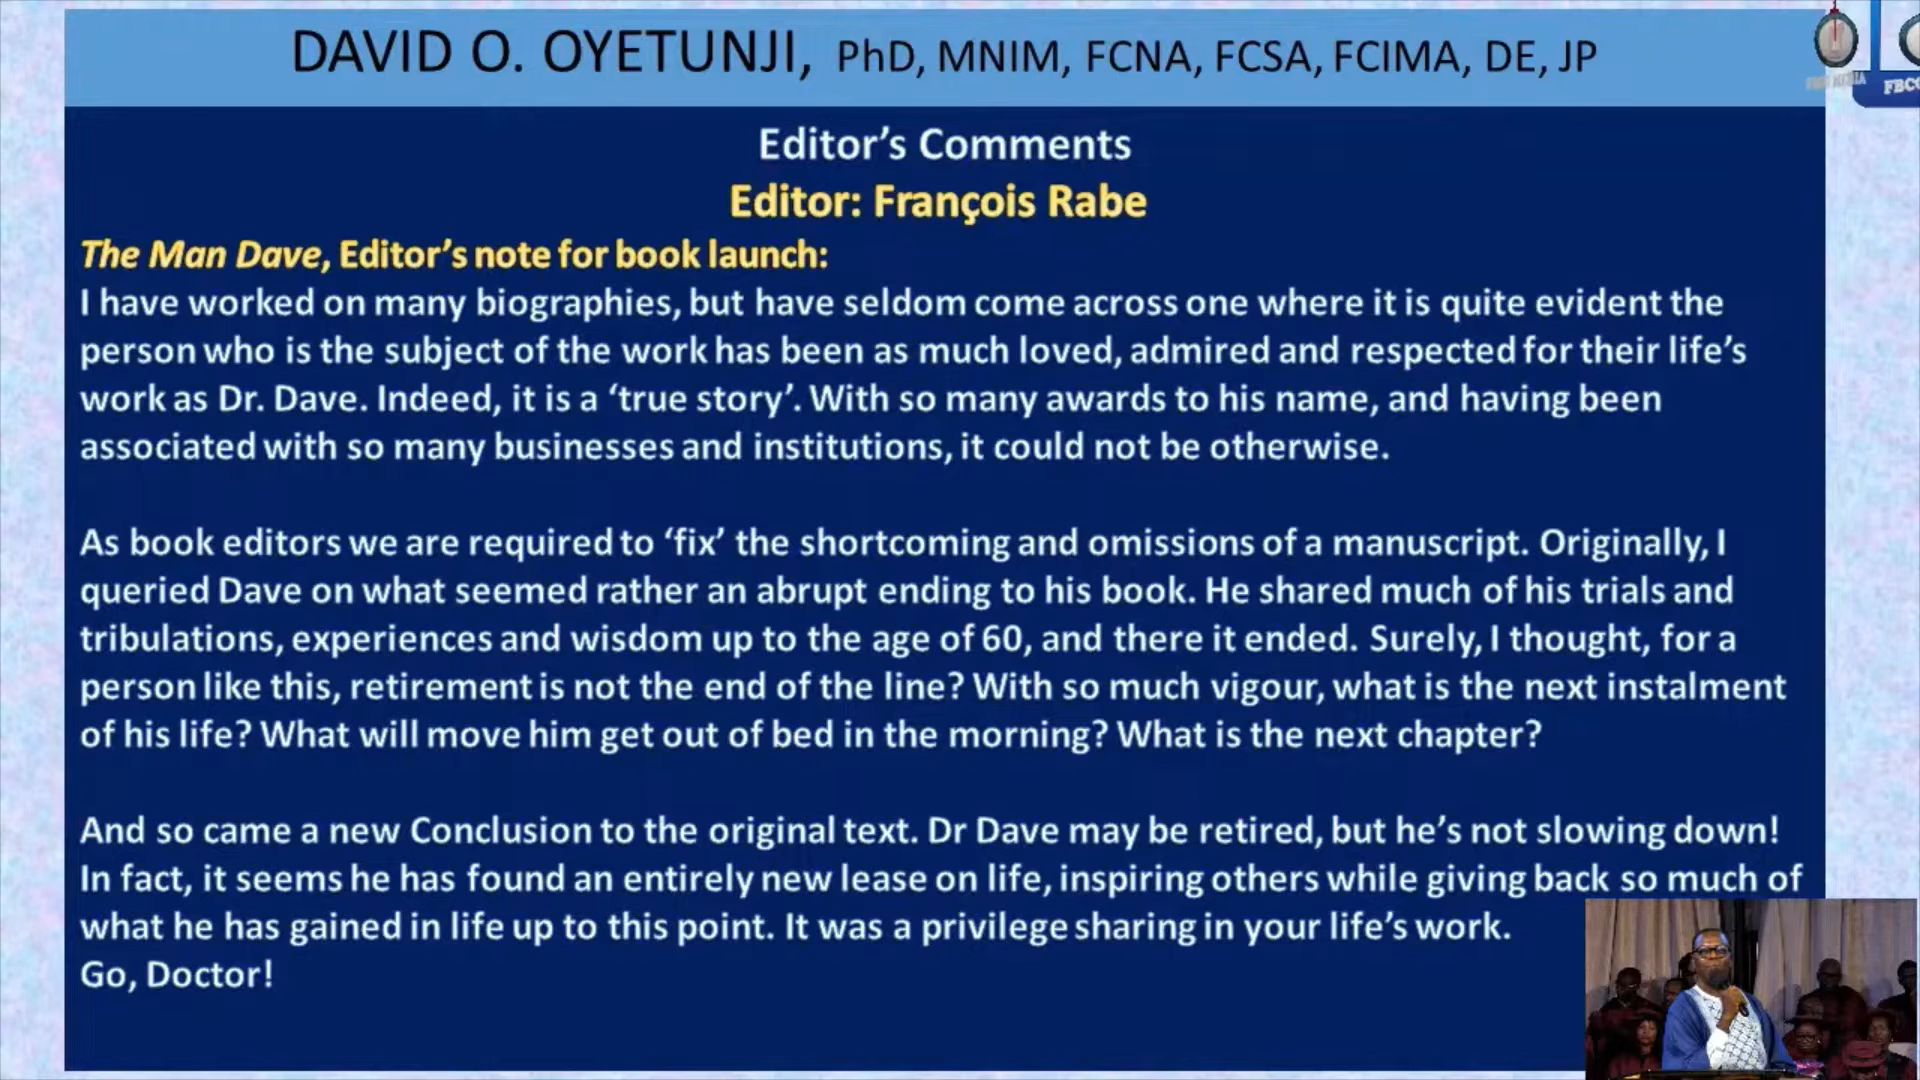 DAVID O. OYETUNJI, PhD, MNIM, FCNA, FCSA, FCIMA, DE, JP
FBCC
Editor’s Comments
Editor: François Rabe
The Man Dave, Editor’s note for book launch:
I have worked on many biographies, but have seldom come across one where it is quite evident the
person who is the subject of the work has been as much loved, admired and respected for their life’s
work as Dr. Dave. Indeed, it is a ‘true story’. With so many awards to his name, and having been
associated with so many businesses and institutions, it could not be otherwise.
As book editors we are required to ‘fix’ the shortcoming and omissions of a manuscript. Originally, I
queried Dave on what seemed rather an abrupt ending to his book. He shared much of his trials and
tribulations, experiences and wisdom up to the age of 60, and there it ended. Surely, I thought, for a
person like this, retirement is not the end of the line? With so much vigour, what is the next instalment
of his life? What will move him get out of bed in the morning? What is the next chapter?
And so came a new Conclusion to the original text. Dr Dave may be retired, but he’s not slowing down!
In fact, it seems he has found an entirely new lease on life, inspiring others while giving back so much of
what he has gained in life up to this point. It was a privilege sharing in your life’s work.
Go, Doctor!